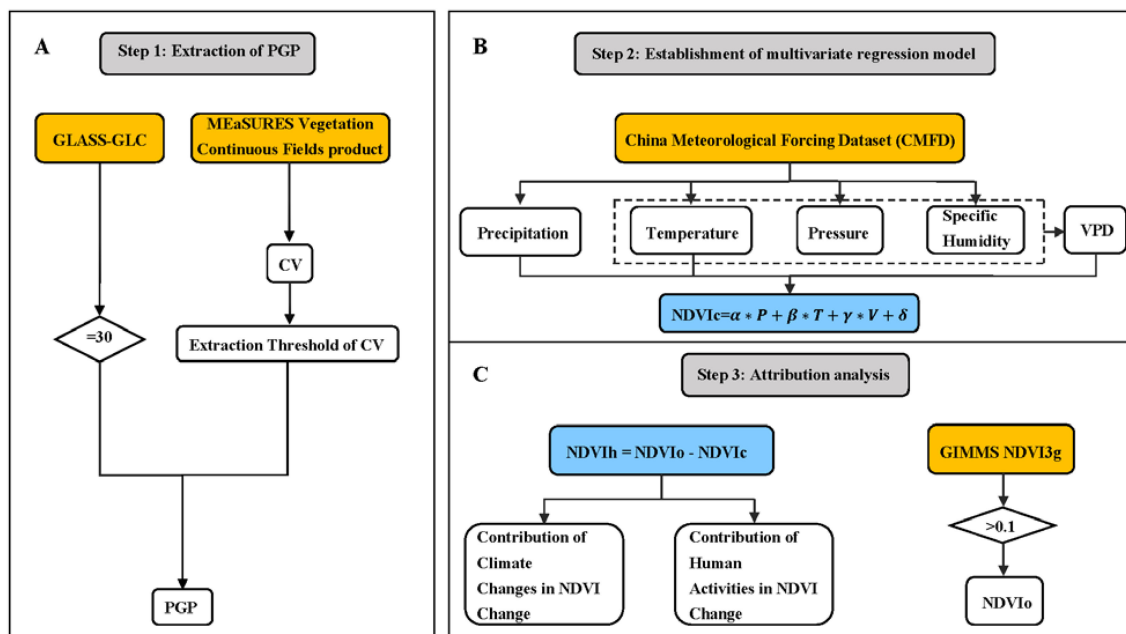 A
Step 1: Extraction of PGP
GLASS-GLC
MEaSURES Vegetation
Continuous Fields product
CV
=30
Extraction Threshold of CV
PGP
B
Step 2: Establishment of multivariate regression model
China Meteorological Forcing Dataset (CMFD)
Precipitation
Temperature
Pressure
Specific
Humidity
VPD
NDVIc=α ∗ P + β ∗ T + γ ∗ V + δ
C
Step 3: Attribution analysis
NDVIh = NDVIo - NDVIc
Contribution of
Climate
Changes in NDVI
Change
Contribution of
Human
Activities in NDVI
Change
GIMMS NDVI3g
>0.1
NDVIo